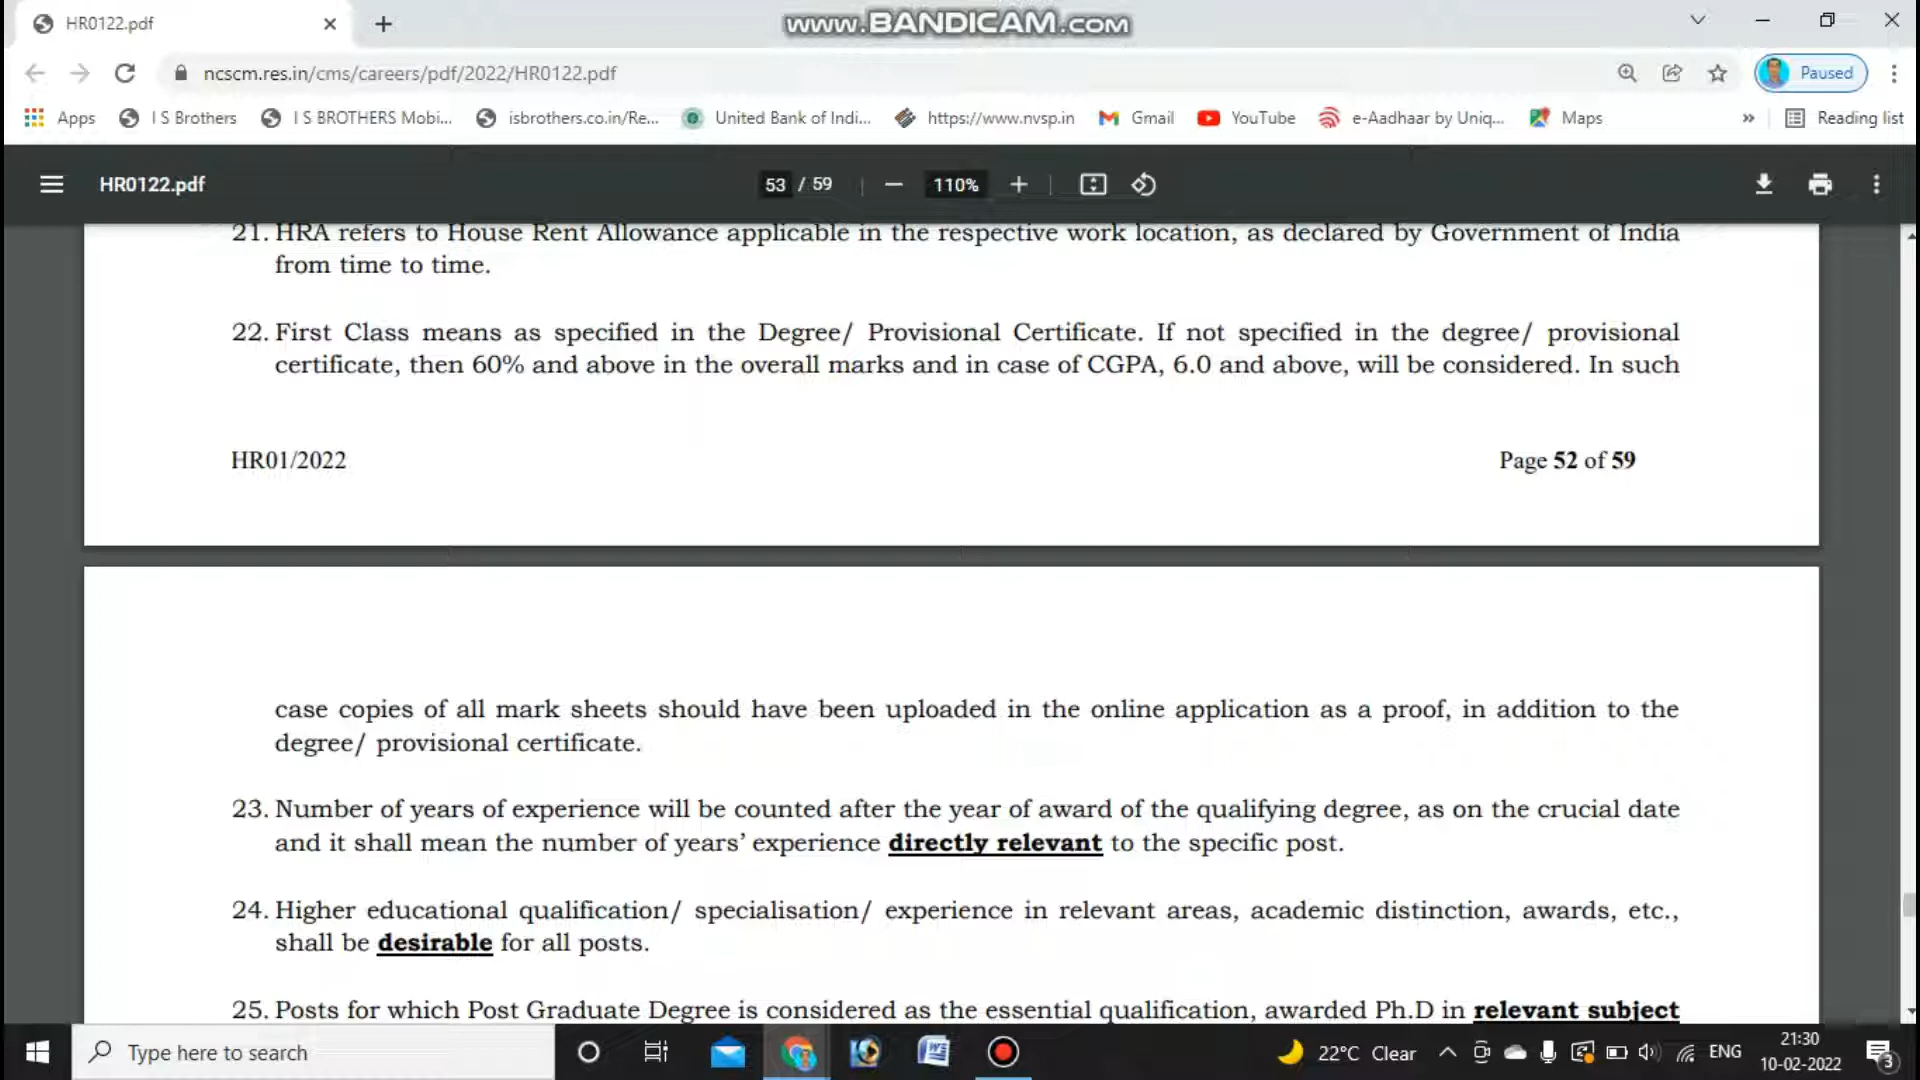 HR0122.pdf
www.BANDICAM.com
ncscm.res.in/cms/careers/pdf/2022/HR0122.pdf
Paused
Apps
I S Brothers
I S BROTHERS Mobi...
isbrothers.co.in/Re...
United Bank of Indi...
https://www.nvsp.in
Gmail
YouTube
e-Aadhaar by Uniq...
Maps
»
Reading list
HR0122.pdf
53 / 59
110%
21. HRA refers to House Rent Allowance applicable in the respective work location, as declared by Government of India
from time to time.
22. First Class means as specified in the Degree/ Provisional Certificate. If not specified in the degree/ provisional
certificate, then 60% and above in the overall marks and in case of CGPA, 6.0 and above, will be considered. In such
HR01/2022
Page 52 of 59
case copies of all mark sheets should have been uploaded in the online application as a proof, in addition to the
degree/ provisional certificate.
23. Number of years of experience will be counted after the year of award of the qualifying degree, as on the crucial date
and it shall mean the number of years’ experience directly relevant to the specific post.
24. Higher educational qualification/ specialisation/ experience in relevant areas, academic distinction, awards, etc.,
shall be desirable for all posts.
25. Posts for which Post Graduate Degree is considered as the essential qualification, awarded Ph.D in relevant subject
Type here to search
22°C Clear
ENG
21:30
10-02-2022
3